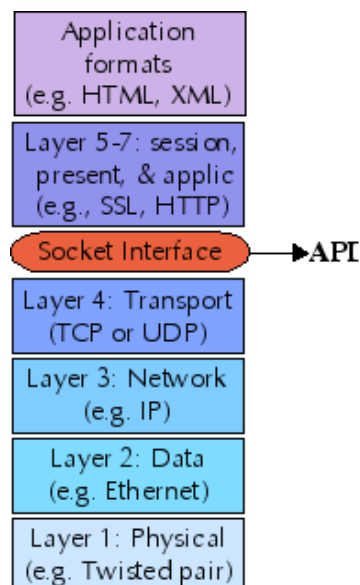 Application
formats
(e.g. HTML, XML)
Layer 5-7: session,
present, & applic
(e.g., SSL, HTTP)
Socket Interface
API
Layer 4: Transport
(TCP or UDP)
Layer 3: Network
(e.g. IP)
Layer 2: Data
(e.g. Ethernet)
Layer 1: Physical
(e.g. Twisted pair)